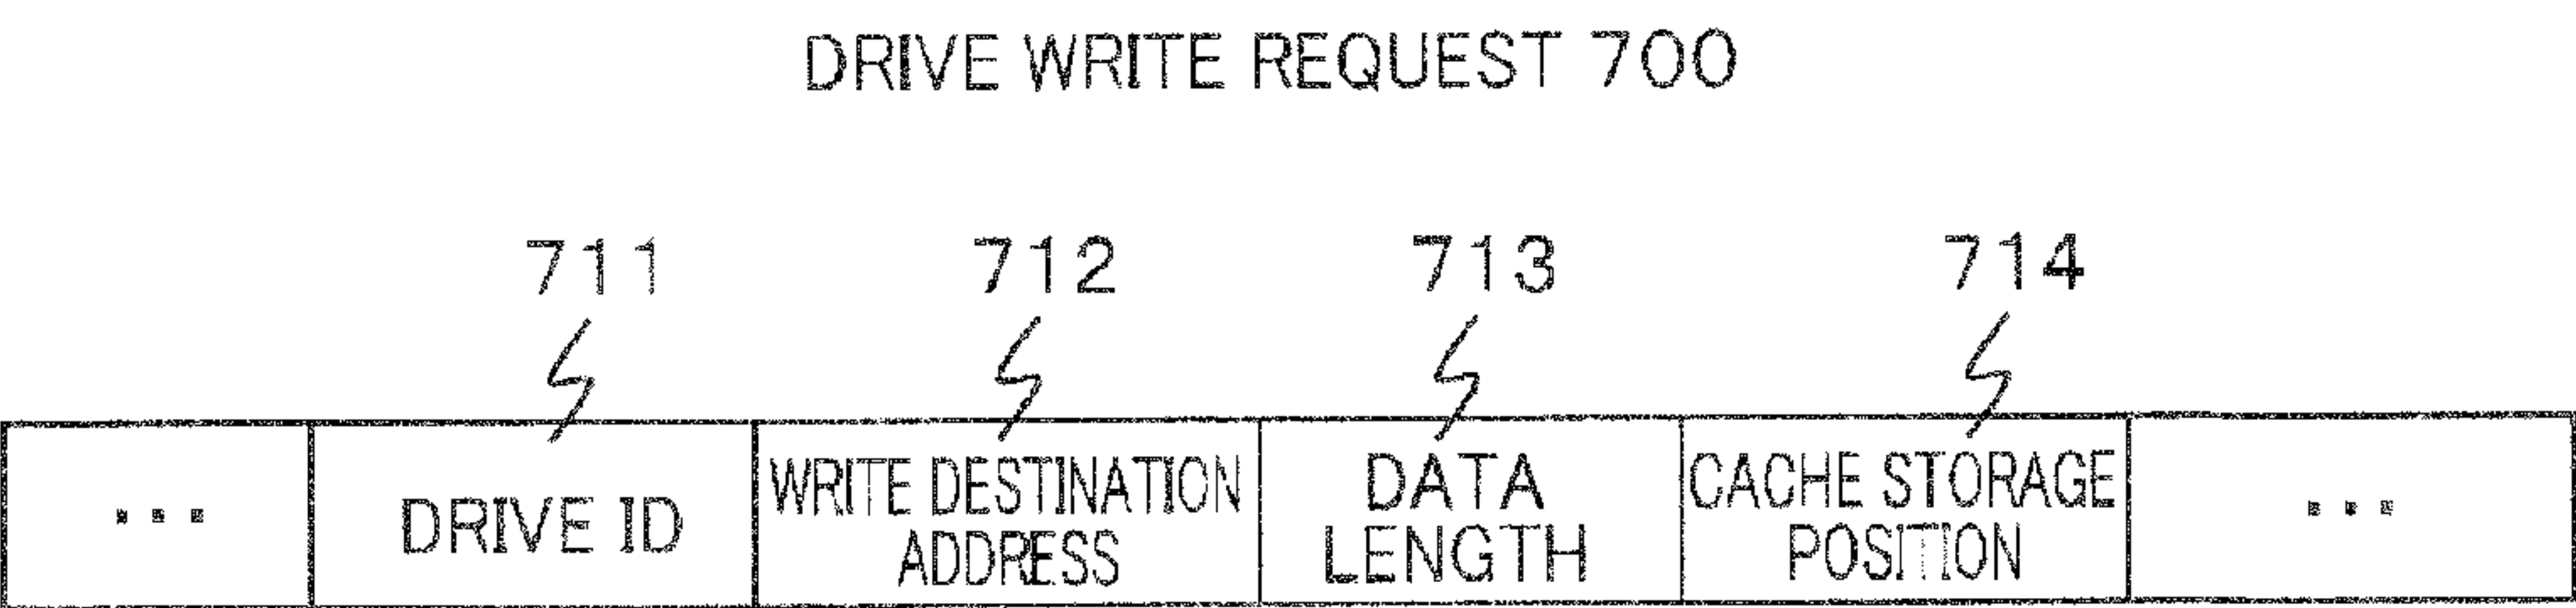 DRIVE WRITE REQUEST 700
711 712 713 714
... DRIVE ID WRITE DESTINATION ADDRESS DATA LENGTH CACHE STORAGE POSITION ...